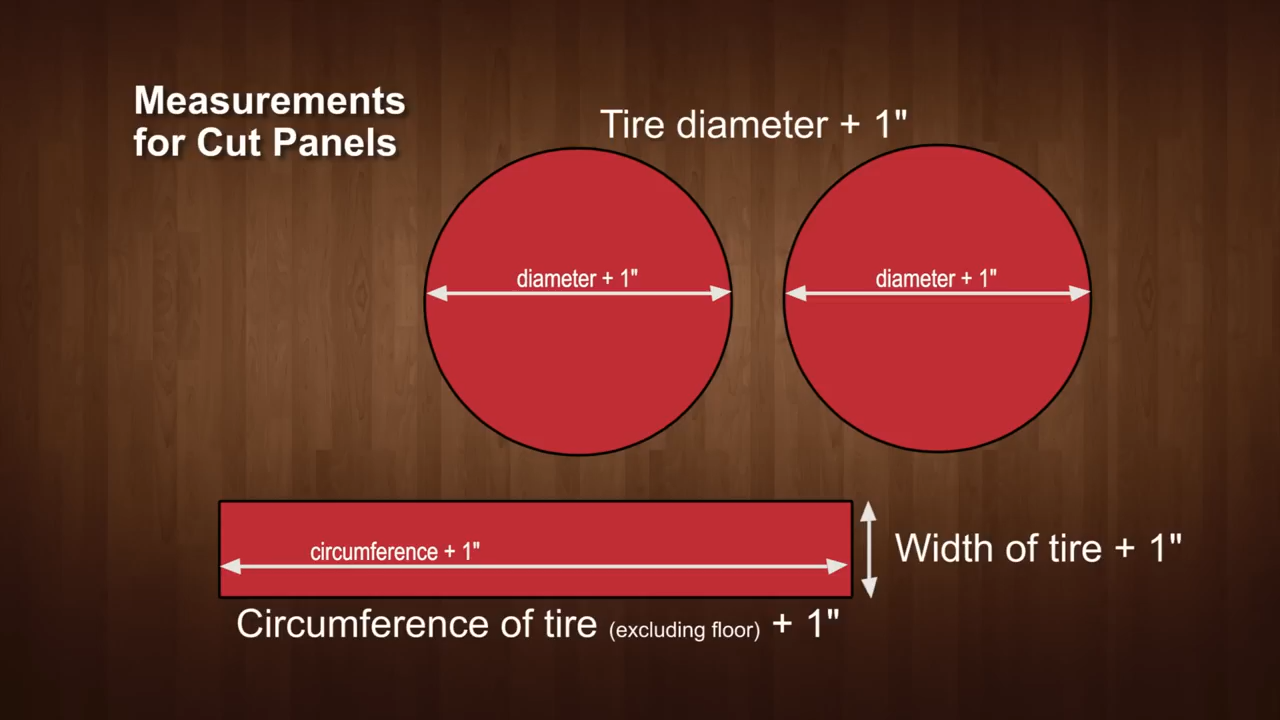 Measurements
for Cut Panels
Tire diameter + 1"
diameter + 1"
diameter + 1"
circumference + 1"
Width of tire + 1"
Circumference of tire (excluding floor) + 1"